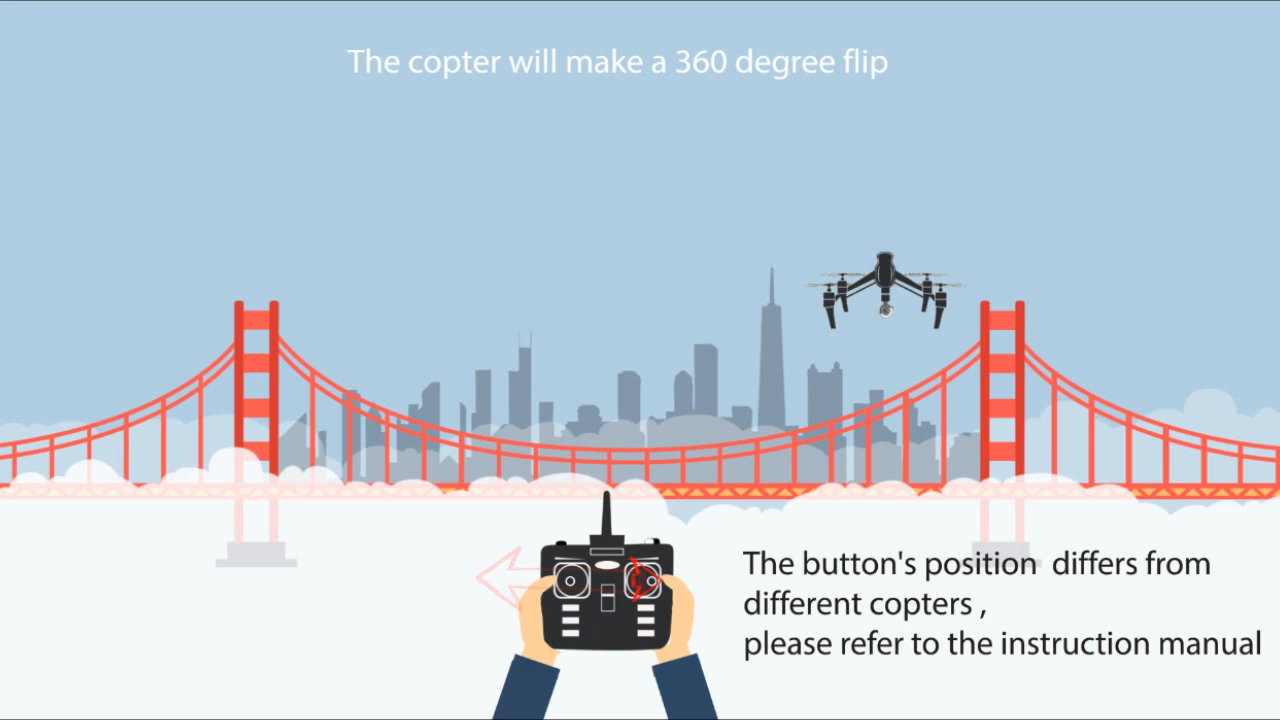 The copter will make a 360 degree flip
The button's position differs from
different copters ,
please refer to the instruction manual